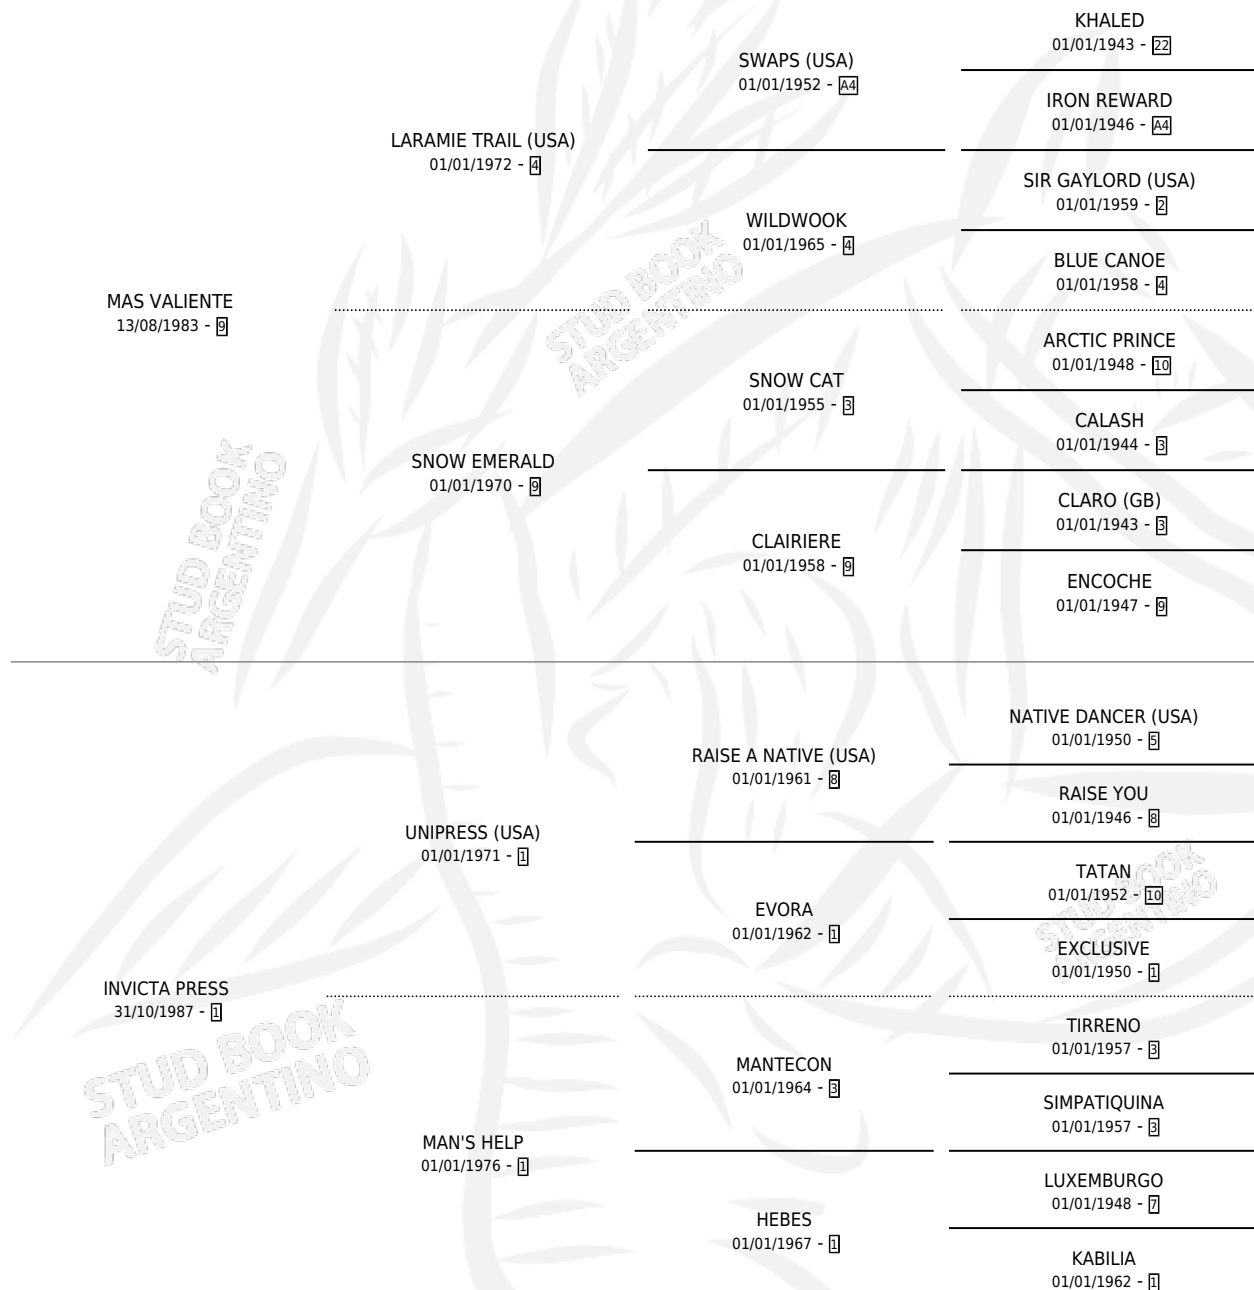 KHALED
01/01/1943 - 22
SWAPS (USA)
01/01/1952 - A4
IRON REWARD
01/01/1946 - A4
LARAMIE TRAIL (USA)
01/01/1972 - 4
SIR GAYLORD (USA)
01/01/1959 - 2
WILDWOOK
01/01/1965 - 4
BLUE CANOE
01/01/1958 - 4
MAS VALIENTE
13/08/1983 - 9
STUD BOOK
ARGENTINO
ARCTIC PRINCE
01/01/1948 - 10
SNOW CAT
01/01/1955 - 3
CALASH
01/01/1944 - 3
SNOW EMERALD
01/01/1970 - 9
CLARO (GB)
01/01/1943 - 3
CLAIRIERE
01/01/1958 - 9
ENCOCHE
01/01/1947 - 9
STUD BOOK
ARGENTINO
NATIVE DANCER (USA)
01/01/1950 - 5
RAISE A NATIVE (USA)
01/01/1961 - 8
RAISE YOU
01/01/1946 - 8
UNIPRESS (USA)
01/01/1971 - 1
TATAN
01/01/1952 - 10
EVORA
01/01/1962 - 1
STUD BOOK
ARGENTINO
EXCLUSIVE
01/01/1950 - 1
INVICTA PRESS
31/10/1987 - 1
STUD BOOK
ARGENTINO
TIRRENO
01/01/1957 - 3
MANTECON
01/01/1964 - 3
SIMPATIQUINA
01/01/1957 - 3
MAN'S HELP
01/01/1976 - 1
LUXEMBURGO
01/01/1948 - 7
HEBES
01/01/1967 - 1
KABILIA
01/01/1962 - 1